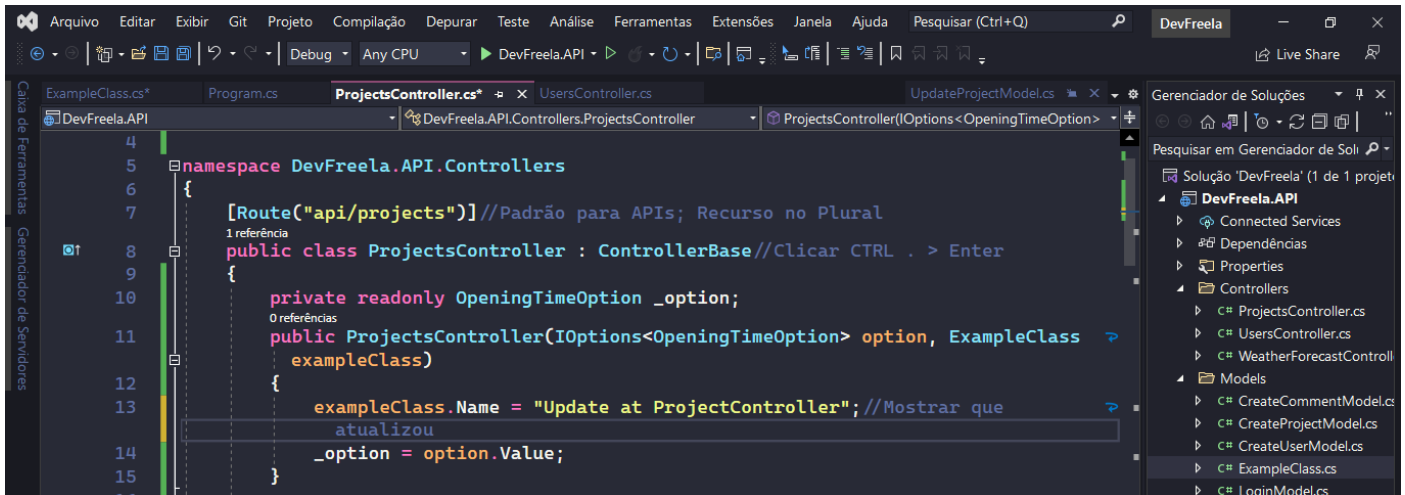 Arquivo Editar Exibir Git Projeto Compilação Depurar Teste Análise Ferramentas Extensões Janela Ajuda Pesquisar (Ctrl+Q) DevFreela
Debug Any CPU DevFreela.API Live Share
Caixa de Ferramentas
Gerenciador de Servidores
ExampleClass.cs* Program.cs ProjectsController.cs* UsersController.cs UpdateProjectModel.cs
DevFreela.API DevFreela.API.Controllers.ProjectsController ProjectsController(IOptions<OpeningTimeOption>
4
5 namespace DevFreela.API.Controllers
6 {
7 [Route("api/projects")]//Padrão para APIs; Recurso no Plural
1 referência
8 public class ProjectsController : ControllerBase//Clicar CTRL . > Enter
9 {
10 private readonly OpeningTimeOption _option;
0 referências
11 public ProjectsController(IOptions<OpeningTimeOption> option, ExampleClass
exampleClass)
12 {
13 exampleClass.Name = "Update at ProjectController";//Mostrar que
atualizou
14 _option = option.Value;
15 }
Gerenciador de Soluções
Pesquisar em Gerenciador de Solu
Solução 'DevFreela' (1 de 1 projeto
DevFreela.API
Connected Services
Dependências
Properties
Controllers
C# ProjectsController.cs
C# UsersController.cs
C# WeatherForecastControll
Models
C# CreateCommentModel.cs
C# CreateProjectModel.cs
C# CreateUserModel.cs
C# ExampleClass.cs
C# LoginModel.cs